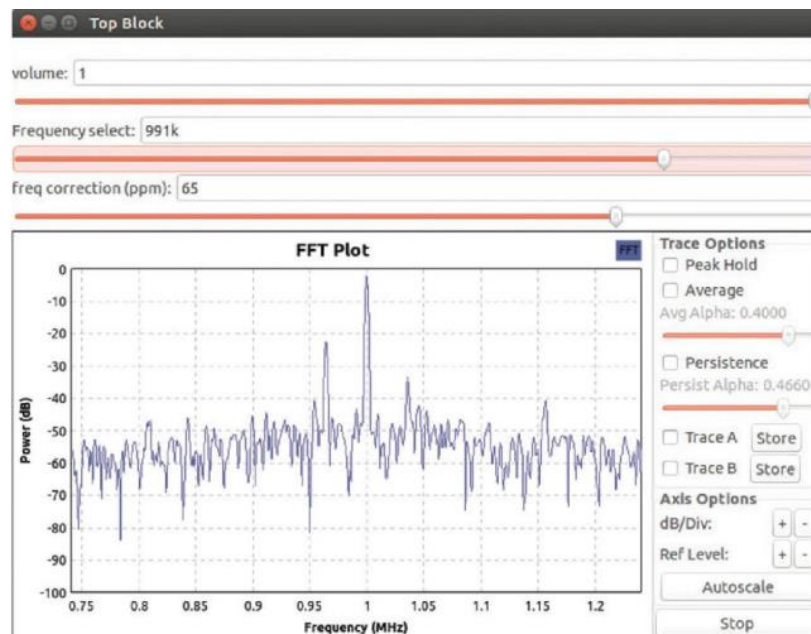 Top Block
volume: 1
Frequency select: 991k
freq correction (ppm): 65
FFT Plot
FFT
Power (dB)
0
-10
-20
-30
-40
-50
-60
-70
-80
-90
-100
0.75 0.8 0.85 0.9 0.95 1 1.05 1.1 1.15 1.2
Frequency (MHz)
Trace Options
Peak Hold
Average
Avg Alpha: 0.4000
Persistence
Persist Alpha: 0.4660
Trace A Store
Trace B Store
Axis Options
dB/Div: + -
Ref Level: + -
Autoscale
Stop